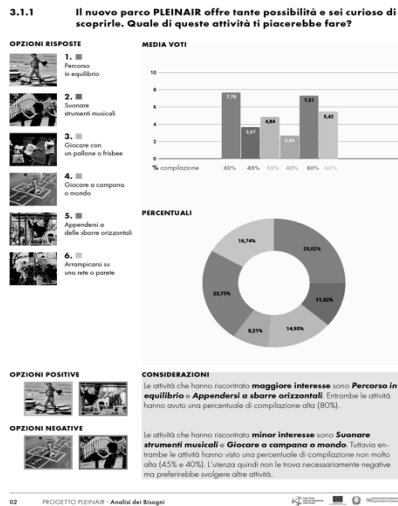 3.1.1 Il nuovo parco PLEINAIR offre tante possibilità e sei curioso di
scoprirle. Quale di queste attività ti piacerebbe fare?
OPZIONI RISPOSTE
1.
Percorso
in equilibrio
2.
Suonare
strumenti musicali
3.
Giocare con
un pallone o frisbee
4.
Giocare a campana
o mondo
5.
Appendersi a
delle sbarre orizzontali
6.
Arrampicarsi su
una rete o parete
MEDIA VOTI
10
8
6
4
2
0
7,70
3,67
4,84
7,31
5,42
% compilazione 80% 45% 55% 40% 80% 60%
PERCENTUALI
16,74%
25,02%
22,75%
11,32%
8,21%
14,95%
OPZIONI POSITIVE
OPZIONI NEGATIVE
CONSIDERAZIONI
Le attività che hanno riscontrato maggiore interesse sono Percorso in
equilibrio e Appendersi a sbarre orizzontali. Entrambe le attività
hanno avuto una percentuale di compilazione alta (80%).
Le attività che hanno riscontrato minor interesse sono Suonare
strumenti musicali e Giocare a campana o mondo. Tuttavia en-
trambe le attività hanno visto una percentuale di compilazione non molto
alta (45% e 40%). L'utenza quindi non le trova necessariamente negative
ma preferirebbe svolgere altre attività.
02 PROGETTO PLEINAIR - Analisi dei Bisogni